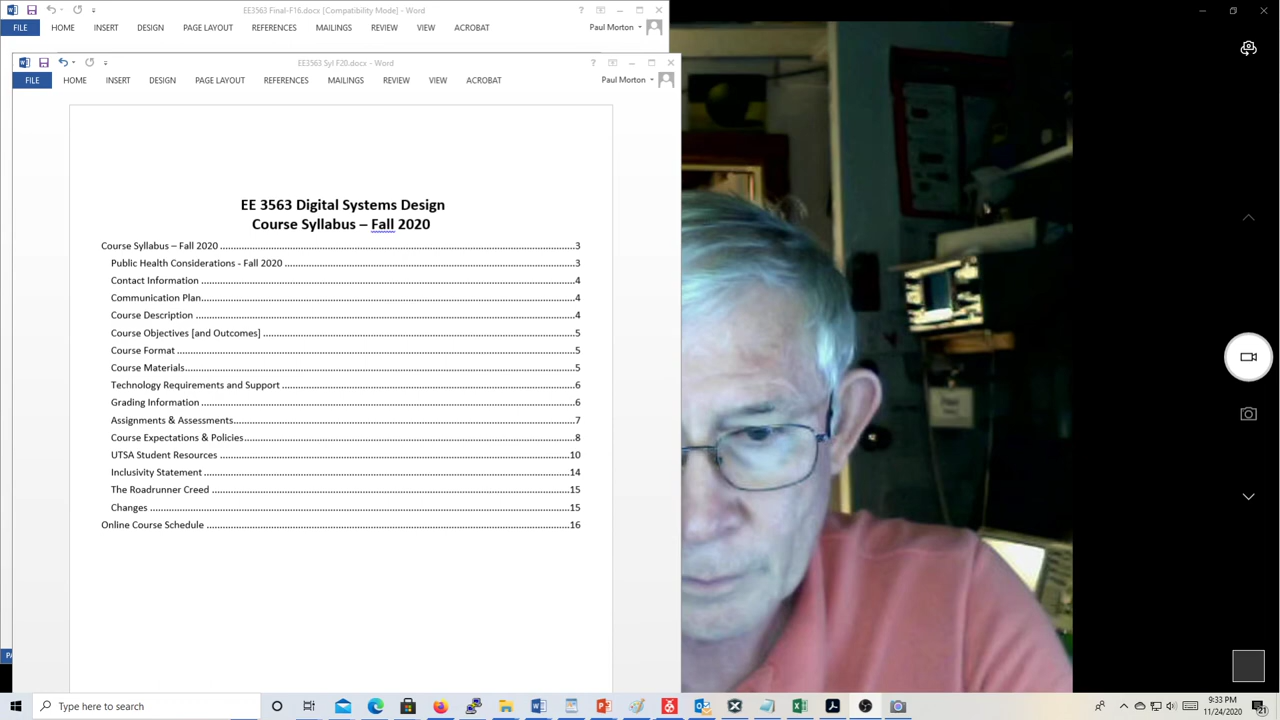 EE3563 Final-F16.docx [Compatibility Mode] - Word
FILE HOME INSERT DESIGN PAGE LAYOUT REFERENCES MAILINGS REVIEW VIEW ACROBAT Paul Morton
EE3563 Syl F20.docx - Word
FILE HOME INSERT DESIGN PAGE LAYOUT REFERENCES MAILINGS REVIEW VIEW ACROBAT Paul Morton
EE 3563 Digital Systems Design
Course Syllabus – Fall 2020
Course Syllabus – Fall 2020 3
Public Health Considerations - Fall 2020 3
Contact Information 4
Communication Plan 4
Course Description 4
Course Objectives [and Outcomes] 5
Course Format 5
Course Materials 5
Technology Requirements and Support 6
Grading Information 6
Assignments & Assessments 7
Course Expectations & Policies 8
UTSA Student Resources 10
Inclusivity Statement 14
The Roadrunner Creed 15
Changes 15
Online Course Schedule 16
Type here to search
9:33 PM
11/24/2020